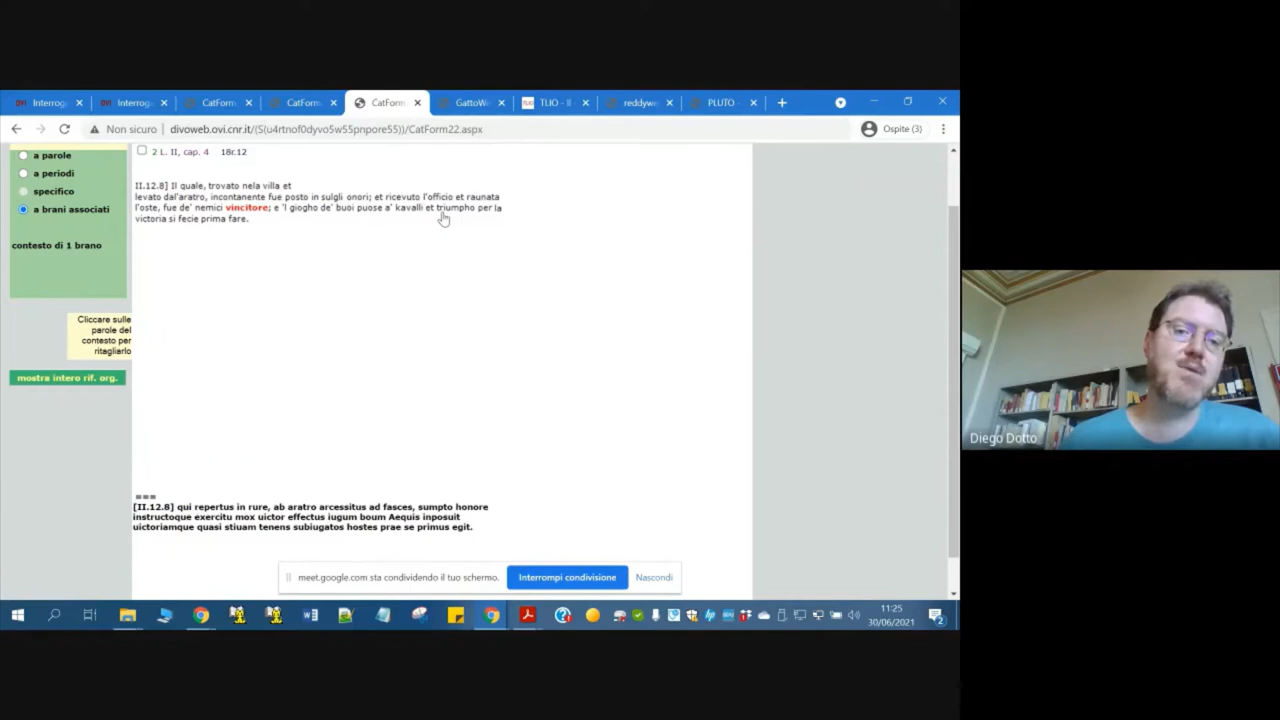 Interrog
Interrog
CatForm
CatForm
CatForm
GattoWe
TLIO - Il
reddywe
PLUTO -
Non sicuro
divoweb.ovi.cnr.it/(S(u4rtnof0dyvo5w55pnpore55))/CatForm22.aspx
Ospite (3)
a parole
a periodi
specifico
a brani associati
contesto di 1 brano
Cliccare sulle
parole del
contesto per
ritagliarlo
mostra intero rif. org.
2 L. II, cap. 4 18r.12
II.12.8] Il quale, trovato nela villa et
levato dal'aratro, incontanente fue posto in sulgli onori; et ricevuto l'officio et raunata
l'oste, fue de' nemici vincitore; e 'l giogho de' buoi puose a' kavalli et triumpho per la
victoria si fecie prima fare.
===
[II.12.8] qui repertus in rure, ab aratro arcessitus ad fasces, sumpto honore
instructoque exercitu mox uictor effectus iugum boum Aequis inposuit
uictoriamque quasi stiuam tenens subiugatos hostes prae se primus egit.
meet.google.com sta condividendo il tuo schermo.
Interrompi condivisione
Nascondi
11:25
30/06/2021
2
Diego Dotto